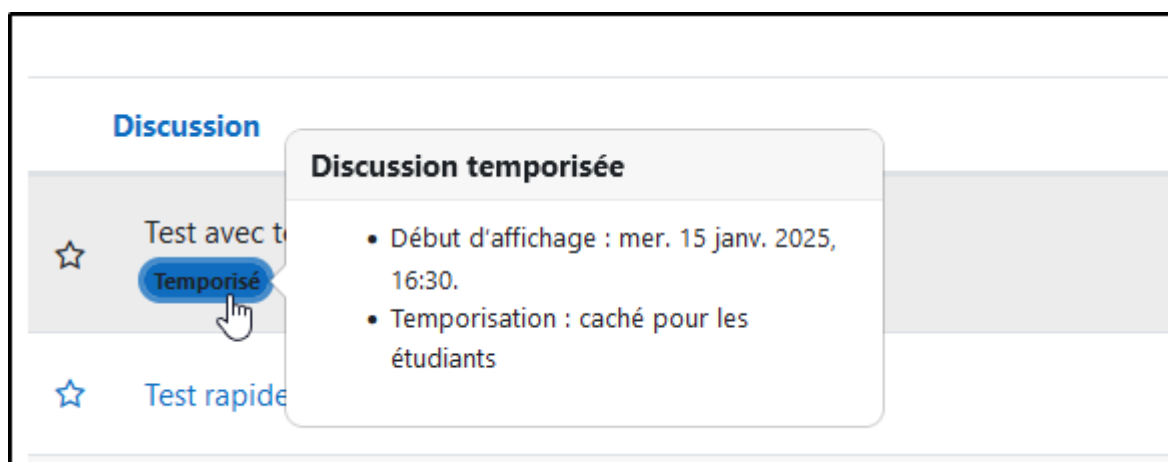 Discussion
Discussion temporisée
Test avec
Temporisé
• Début d'affichage : mer. 15 janv. 2025,
16:30.
• Temporisation : caché pour les
étudiants
Test rapide